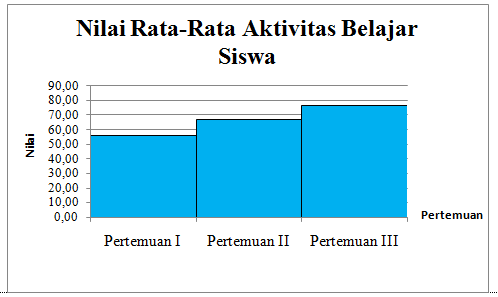 Nilai Rata-Rata Aktivitas Belajar
Siswa
90,00
80,00
70,00
60,00
50,00
40,00
30,00
20,00
10,00
0,00
Nilai
Pertemuan I
Pertemuan II
Pertemuan III
Pertemuan